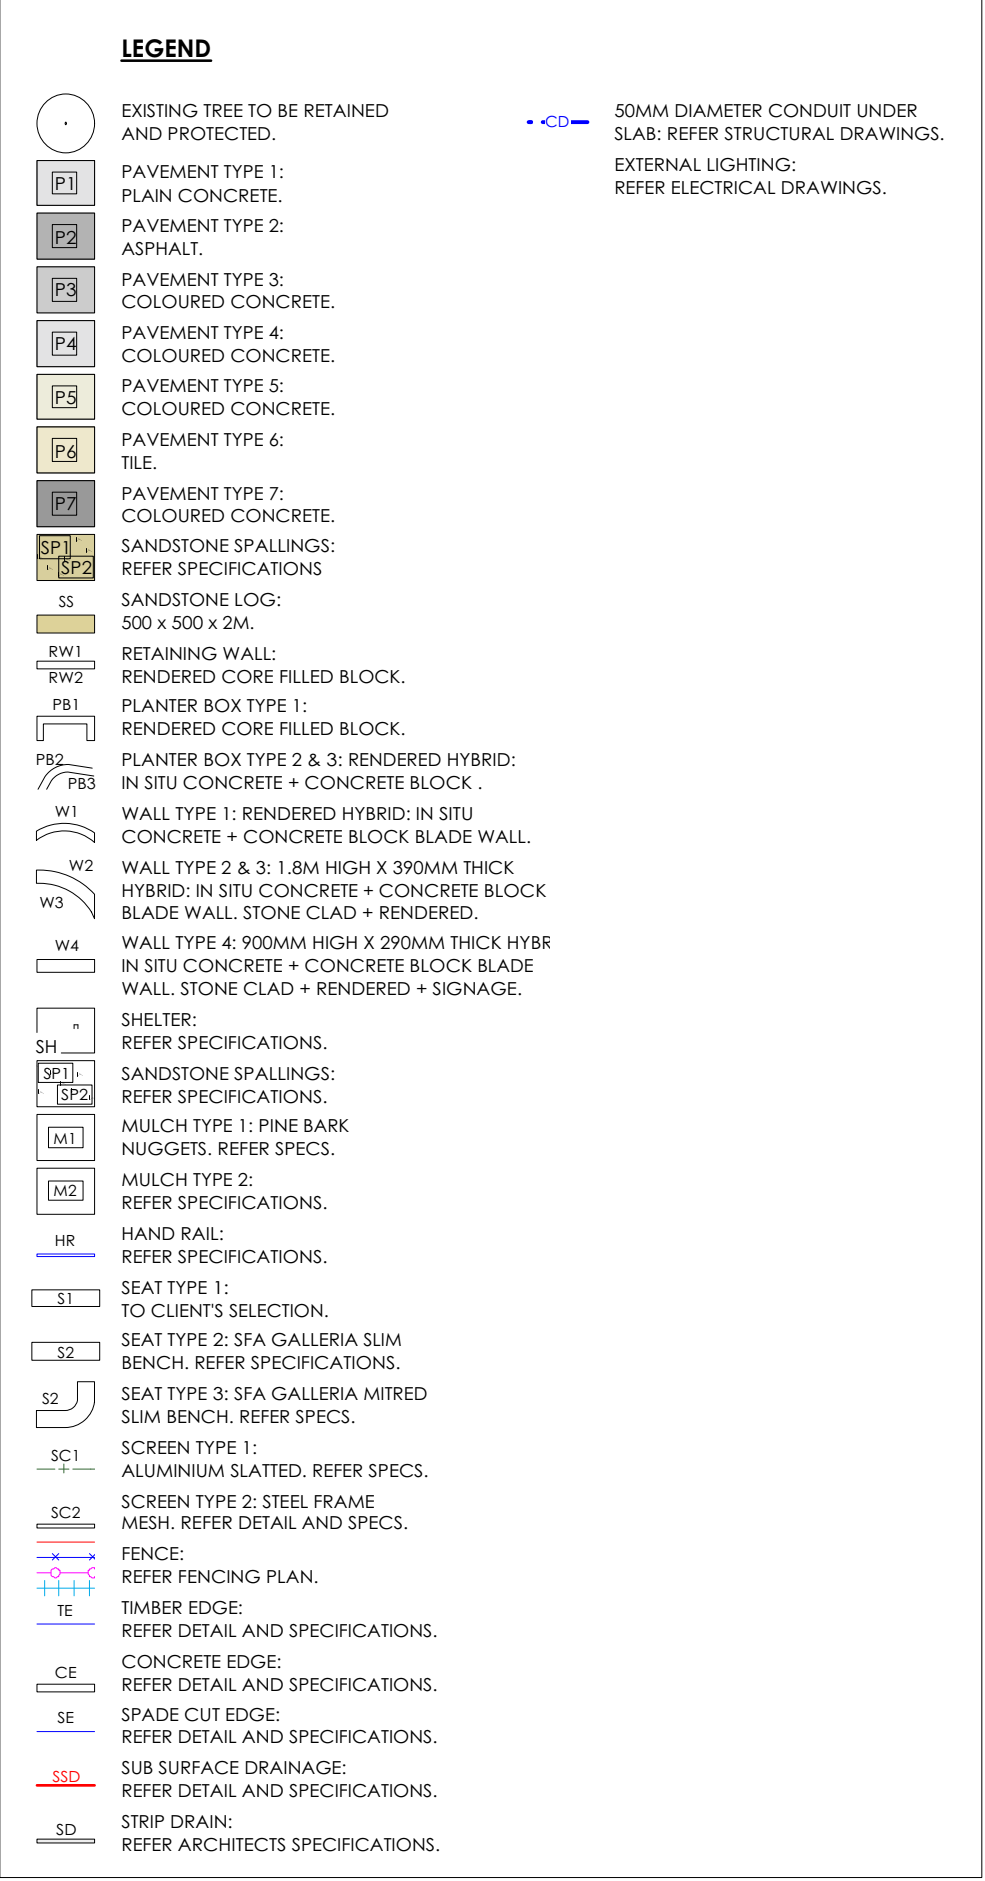 LEGEND
EXISTING TREE TO BE RETAINED
AND PROTECTED.
P1
PAVEMENT TYPE 1:
PLAIN CONCRETE.
P2
PAVEMENT TYPE 2:
ASPHALT.
P3
PAVEMENT TYPE 3:
COLOURED CONCRETE.
P4
PAVEMENT TYPE 4:
COLOURED CONCRETE.
P5
PAVEMENT TYPE 5:
COLOURED CONCRETE.
P6
PAVEMENT TYPE 6:
TILE.
P7
PAVEMENT TYPE 7:
COLOURED CONCRETE.
SP1
SP2
SANDSTONE SPALLINGS:
REFER SPECIFICATIONS
SS
SANDSTONE LOG:
500 x 500 x 2M.
RW1
RW2
RETAINING WALL:
RENDERED CORE FILLED BLOCK.
PB1
PLANTER BOX TYPE 1:
RENDERED CORE FILLED BLOCK.
PB2
PB3
PLANTER BOX TYPE 2 & 3: RENDERED HYBRID:
IN SITU CONCRETE + CONCRETE BLOCK .
W1
WALL TYPE 1: RENDERED HYBRID: IN SITU
CONCRETE + CONCRETE BLOCK BLADE WALL.
W2
W3
WALL TYPE 2 & 3: 1.8M HIGH X 390MM THICK
HYBRID: IN SITU CONCRETE + CONCRETE BLOCK
BLADE WALL. STONE CLAD + RENDERED.
W4
WALL TYPE 4: 900MM HIGH X 290MM THICK HYBR
IN SITU CONCRETE + CONCRETE BLOCK BLADE
WALL. STONE CLAD + RENDERED + SIGNAGE.
SH
SHELTER:
REFER SPECIFICATIONS.
SP1
SP2
SANDSTONE SPALLINGS:
REFER SPECIFICATIONS.
M1
MULCH TYPE 1: PINE BARK
NUGGETS. REFER SPECS.
M2
MULCH TYPE 2:
REFER SPECIFICATIONS.
HR
HAND RAIL:
REFER SPECIFICATIONS.
S1
SEAT TYPE 1:
TO CLIENT'S SELECTION.
S2
SEAT TYPE 2: SFA GALLERIA SLIM
BENCH. REFER SPECIFICATIONS.
S2
SEAT TYPE 3: SFA GALLERIA MITRED
SLIM BENCH. REFER SPECS.
SC1
SCREEN TYPE 1:
ALUMINIUM SLATTED. REFER SPECS.
SC2
SCREEN TYPE 2: STEEL FRAME
MESH. REFER DETAIL AND SPECS.
FENCE:
REFER FENCING PLAN.
TE
TIMBER EDGE:
REFER DETAIL AND SPECIFICATIONS.
CE
CONCRETE EDGE:
REFER DETAIL AND SPECIFICATIONS.
SE
SPADE CUT EDGE:
REFER DETAIL AND SPECIFICATIONS.
SSD
SUB SURFACE DRAINAGE:
REFER DETAIL AND SPECIFICATIONS.
SD
STRIP DRAIN:
REFER ARCHITECTS SPECIFICATIONS.
CD
50MM DIAMETER CONDUIT UNDER
SLAB: REFER STRUCTURAL DRAWINGS.
EXTERNAL LIGHTING:
REFER ELECTRICAL DRAWINGS.